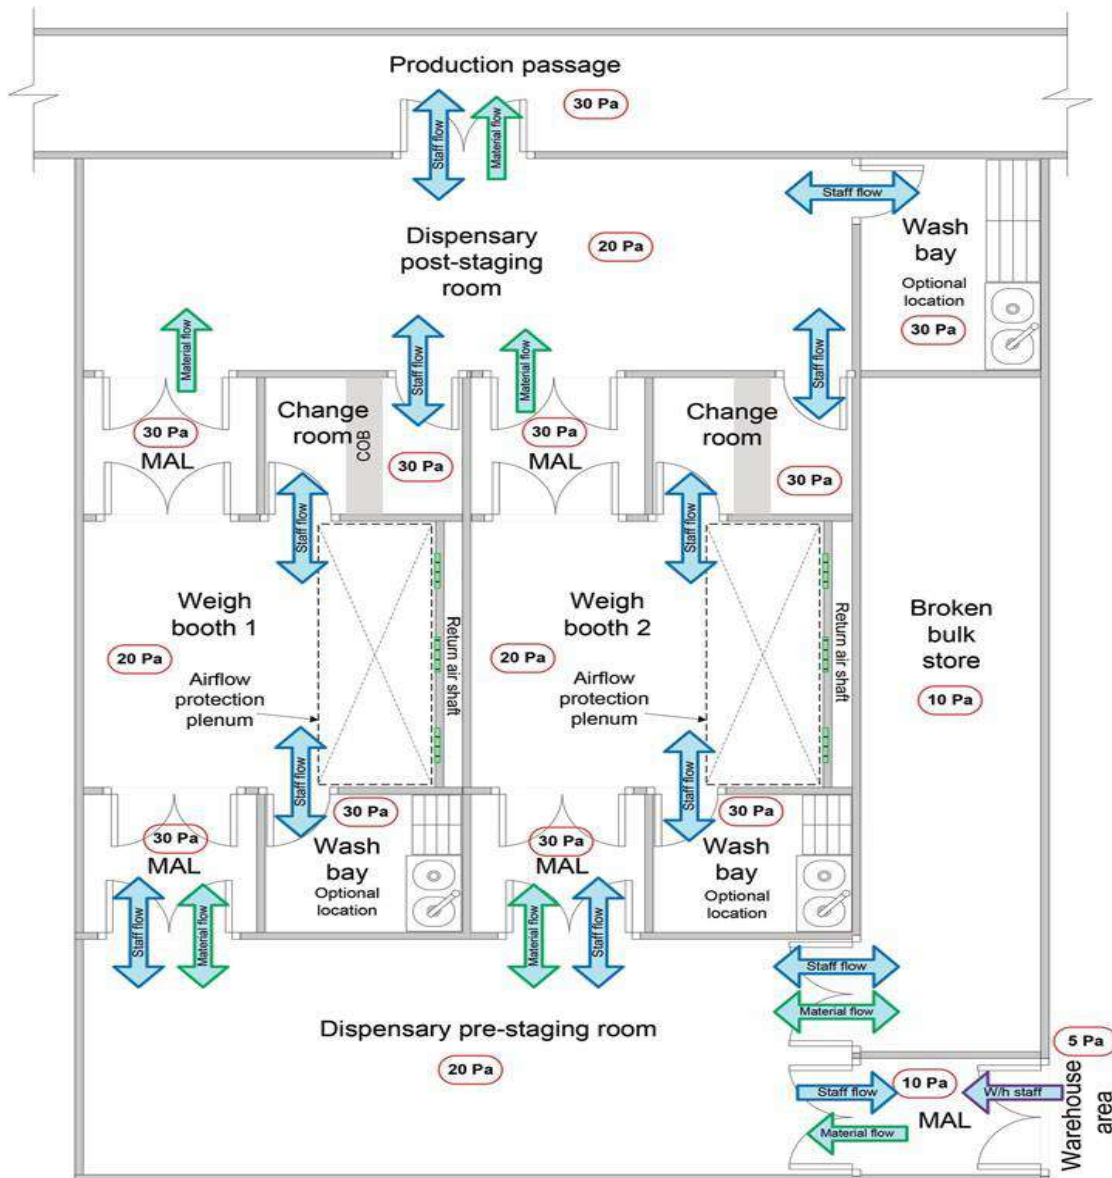 Production passage
30 Pa
Staff flow
Material flow
Staff flow
Dispensary
post-staging
room
20 Pa
Wash
bay
Optional
location
30 Pa
Material flow
Staff flow
Material flow
Staff flow
30 Pa
MAL
Change
room
COB
30 Pa
30 Pa
MAL
Change
room
30 Pa
Staff flow
Staff flow
Weigh
booth 1
20 Pa
Airflow
protection
plenum
Return air shaft
Weigh
booth 2
20 Pa
Airflow
protection
plenum
Return air shaft
Broken
bulk
store
10 Pa
Staff flow
Staff flow
30 Pa
MAL
30 Pa
Wash
bay
Optional
location
30 Pa
MAL
30 Pa
Wash
bay
Optional
location
Staff flow
Material flow
Material flow
Staff flow
Staff flow
Material flow
Dispensary pre-staging room
20 Pa
5 Pa
Warehouse
area
Staff flow
10 Pa
W/h staff
MAL
Material flow